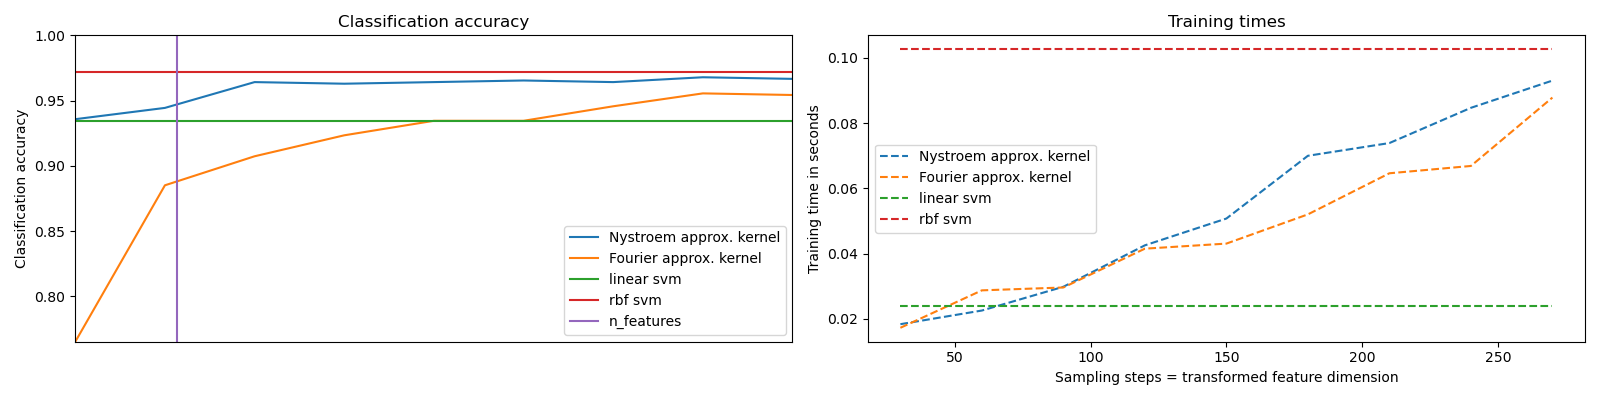 Classification accuracy
Classification accuracy
1.00
0.95
0.90
0.85
0.80
Nystroem approx. kernel
Fourier approx. kernel
linear svm
rbf svm
n_features
Training times
Training time in seconds
0.10
0.08
0.06
0.04
0.02
Nystroem approx. kernel
Fourier approx. kernel
linear svm
rbf svm
50 100 150 200 250
Sampling steps = transformed feature dimension